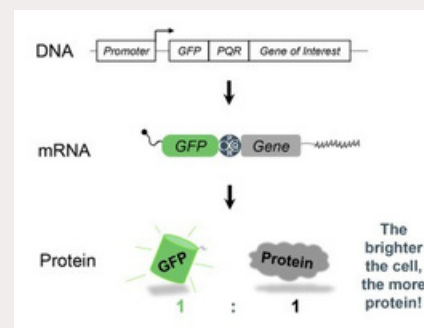 DNA
Promoter GFP PQR Gene of Interest
mRNA
GFP Gene
Protein
GFP
Protein
1 : 1
The
brighter
the cell,
the more
protein!